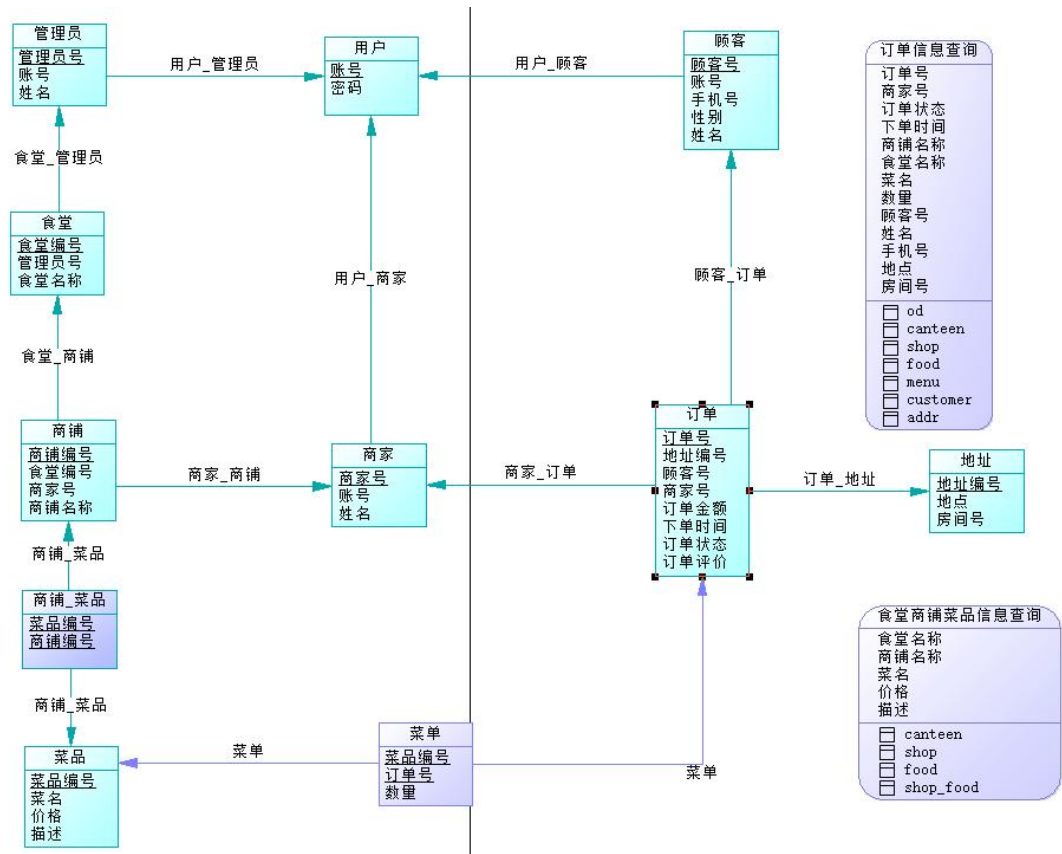 管理员
管理员号
账号
姓名
用户_管理员
用户
账号
密码
用户_顾客
顾客
顾客号
账号
手机号
性别
姓名
订单信息查询
订单号
商家号
订单状态
下单时间
商铺名称
食堂名称
菜名
数量
顾客号
姓名
手机号
地点
房间号
od
canteen
shop
food
menu
customer
addr
食堂_管理员
食堂
食堂编号
管理员号
食堂名称
用户_商家
顾客_订单
食堂_商铺
商铺
商铺编号
食堂编号
商家号
商铺名称
商家_商铺
商家
商家号
账号
姓名
商家_订单
订单
订单号
地址编号
顾客号
商家号
订单金额
下单时间
订单状态
订单评价
订单_地址
地址
地址编号
地点
房间号
商铺_菜品
商铺_菜品
菜品编号
商铺编号
商铺_菜品
菜品
菜品编号
菜名
价格
描述
菜单
菜单
菜品编号
订单号
数量
菜单
食堂商铺菜品信息查询
食堂名称
商铺名称
菜名
价格
描述
canteen
shop
food
shop_food